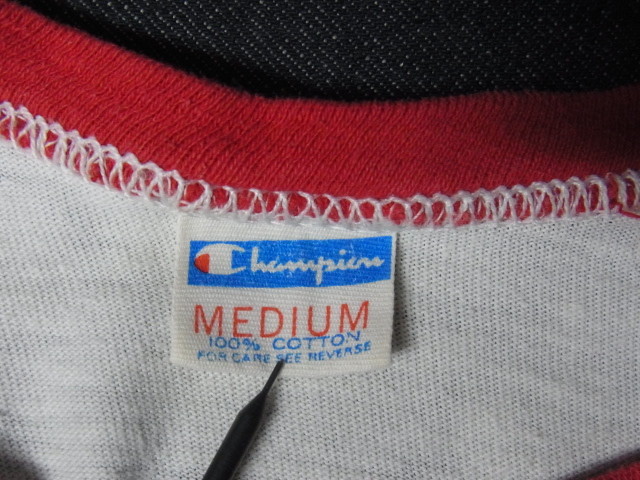 Champion
MEDIUM
100% COTTON
FOR CARE SEE REVERSE